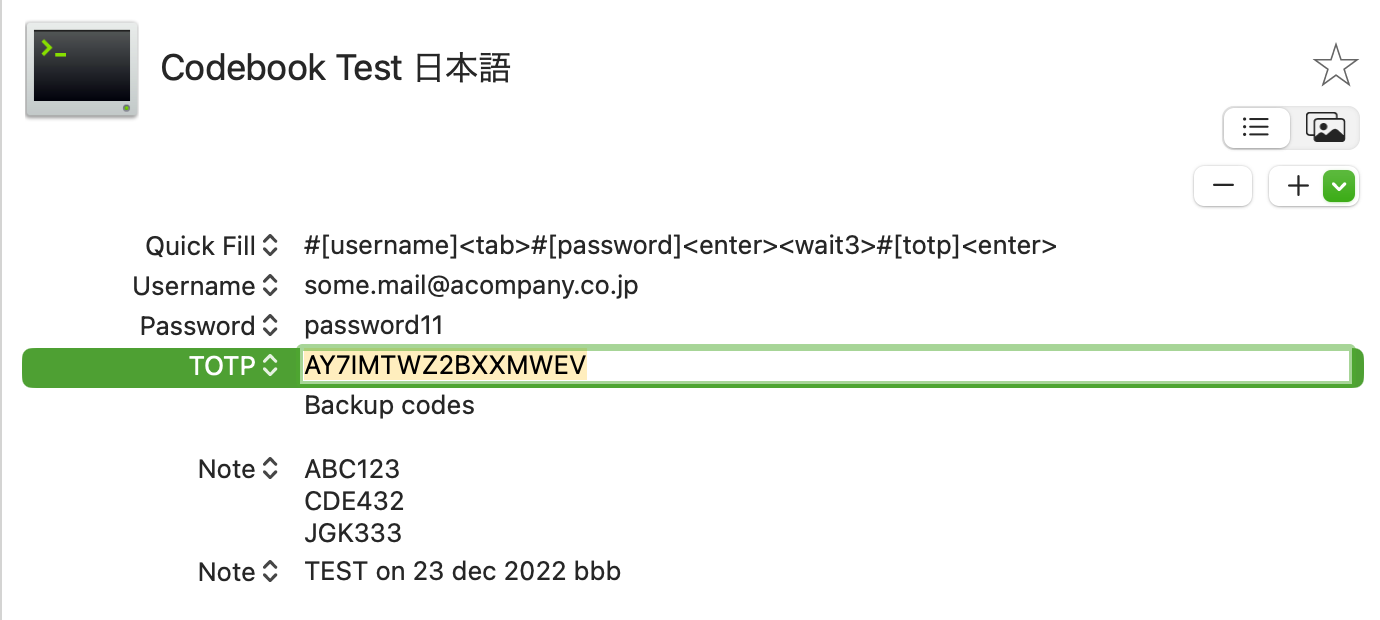 >_
Codebook Test 日本語
Quick Fill #[username]<tab>#[password]<enter><wait3>#[totp]<enter>
Username some.mail@acompany.co.jp
Password password11
TOTP AY7IMTWZ2BXXMWEV
Backup codes
Note ABC123
CDE432
JGK333
Note TEST on 23 dec 2022 bbb